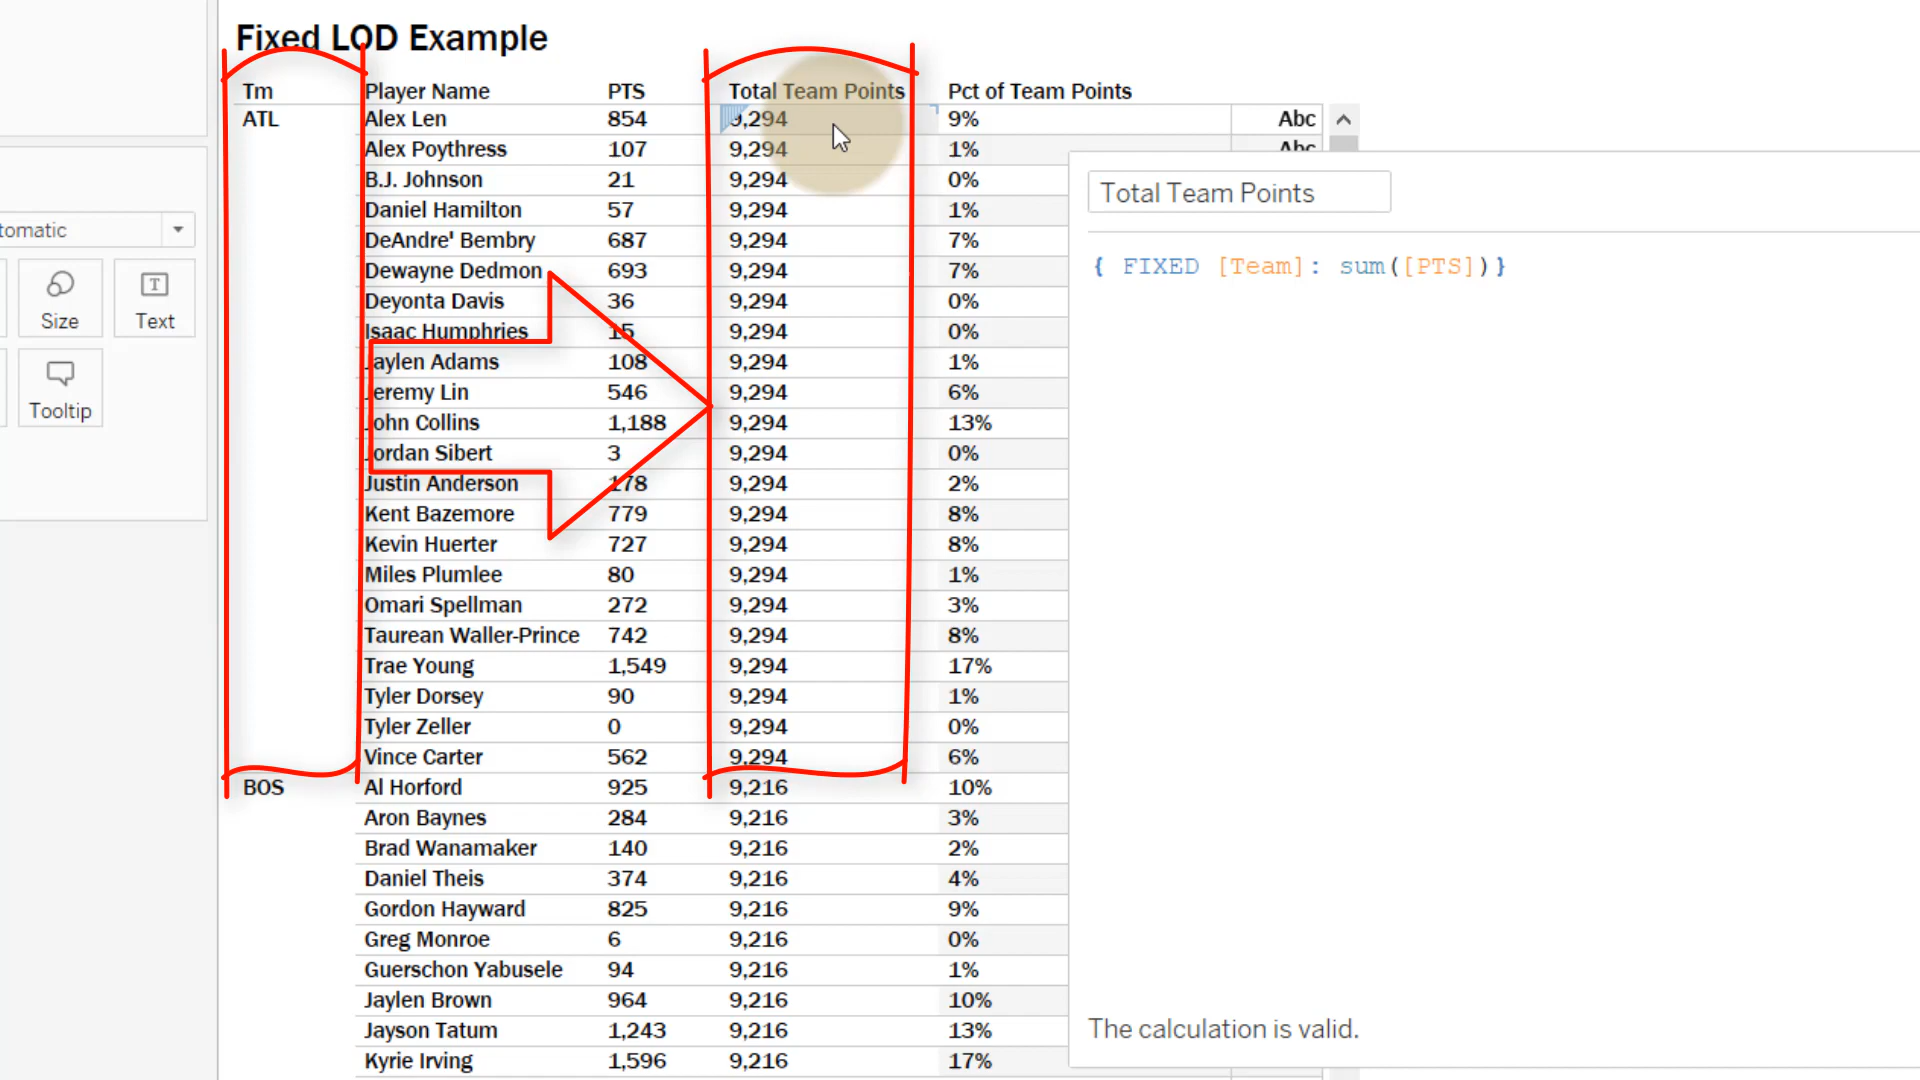 Fixed LOD Example
Tm Player Name PTS Total Team Points Pct of Team Points
ATL Alex Len 854 9,294 9% Abc
Alex Poythress 107 9,294 1% Abc
B.J. Johnson 21 9,294 0%
Daniel Hamilton 57 9,294 1%
DeAndre' Bembry 687 9,294 7%
Dewayne Dedmon 693 9,294 7%
Deyonta Davis 36 9,294 0%
Isaac Humphries 15 9,294 0%
Jaylen Adams 108 9,294 1%
Jeremy Lin 546 9,294 6%
John Collins 1,188 9,294 13%
Jordan Sibert 3 9,294 0%
Justin Anderson 178 9,294 2%
Kent Bazemore 779 9,294 8%
Kevin Huerter 727 9,294 8%
Miles Plumlee 80 9,294 1%
Omari Spellman 272 9,294 3%
Taurean Waller-Prince 742 9,294 8%
Trae Young 1,549 9,294 17%
Tyler Dorsey 90 9,294 1%
Tyler Zeller 0 9,294 0%
Vince Carter 562 9,294 6%
BOS Al Horford 925 9,216 10%
Aron Baynes 284 9,216 3%
Brad Wanamaker 140 9,216 2%
Daniel Theis 374 9,216 4%
Gordon Hayward 825 9,216 9%
Greg Monroe 6 9,216 0%
Guerschon Yabusele 94 9,216 1%
Jaylen Brown 964 9,216 10%
Jayson Tatum 1,243 9,216 13%
Kyrie Irving 1,596 9,216 17%
tomatic
Size Text
Tooltip
Total Team Points
{ FIXED [Team]: sum([PTS])}
The calculation is valid.